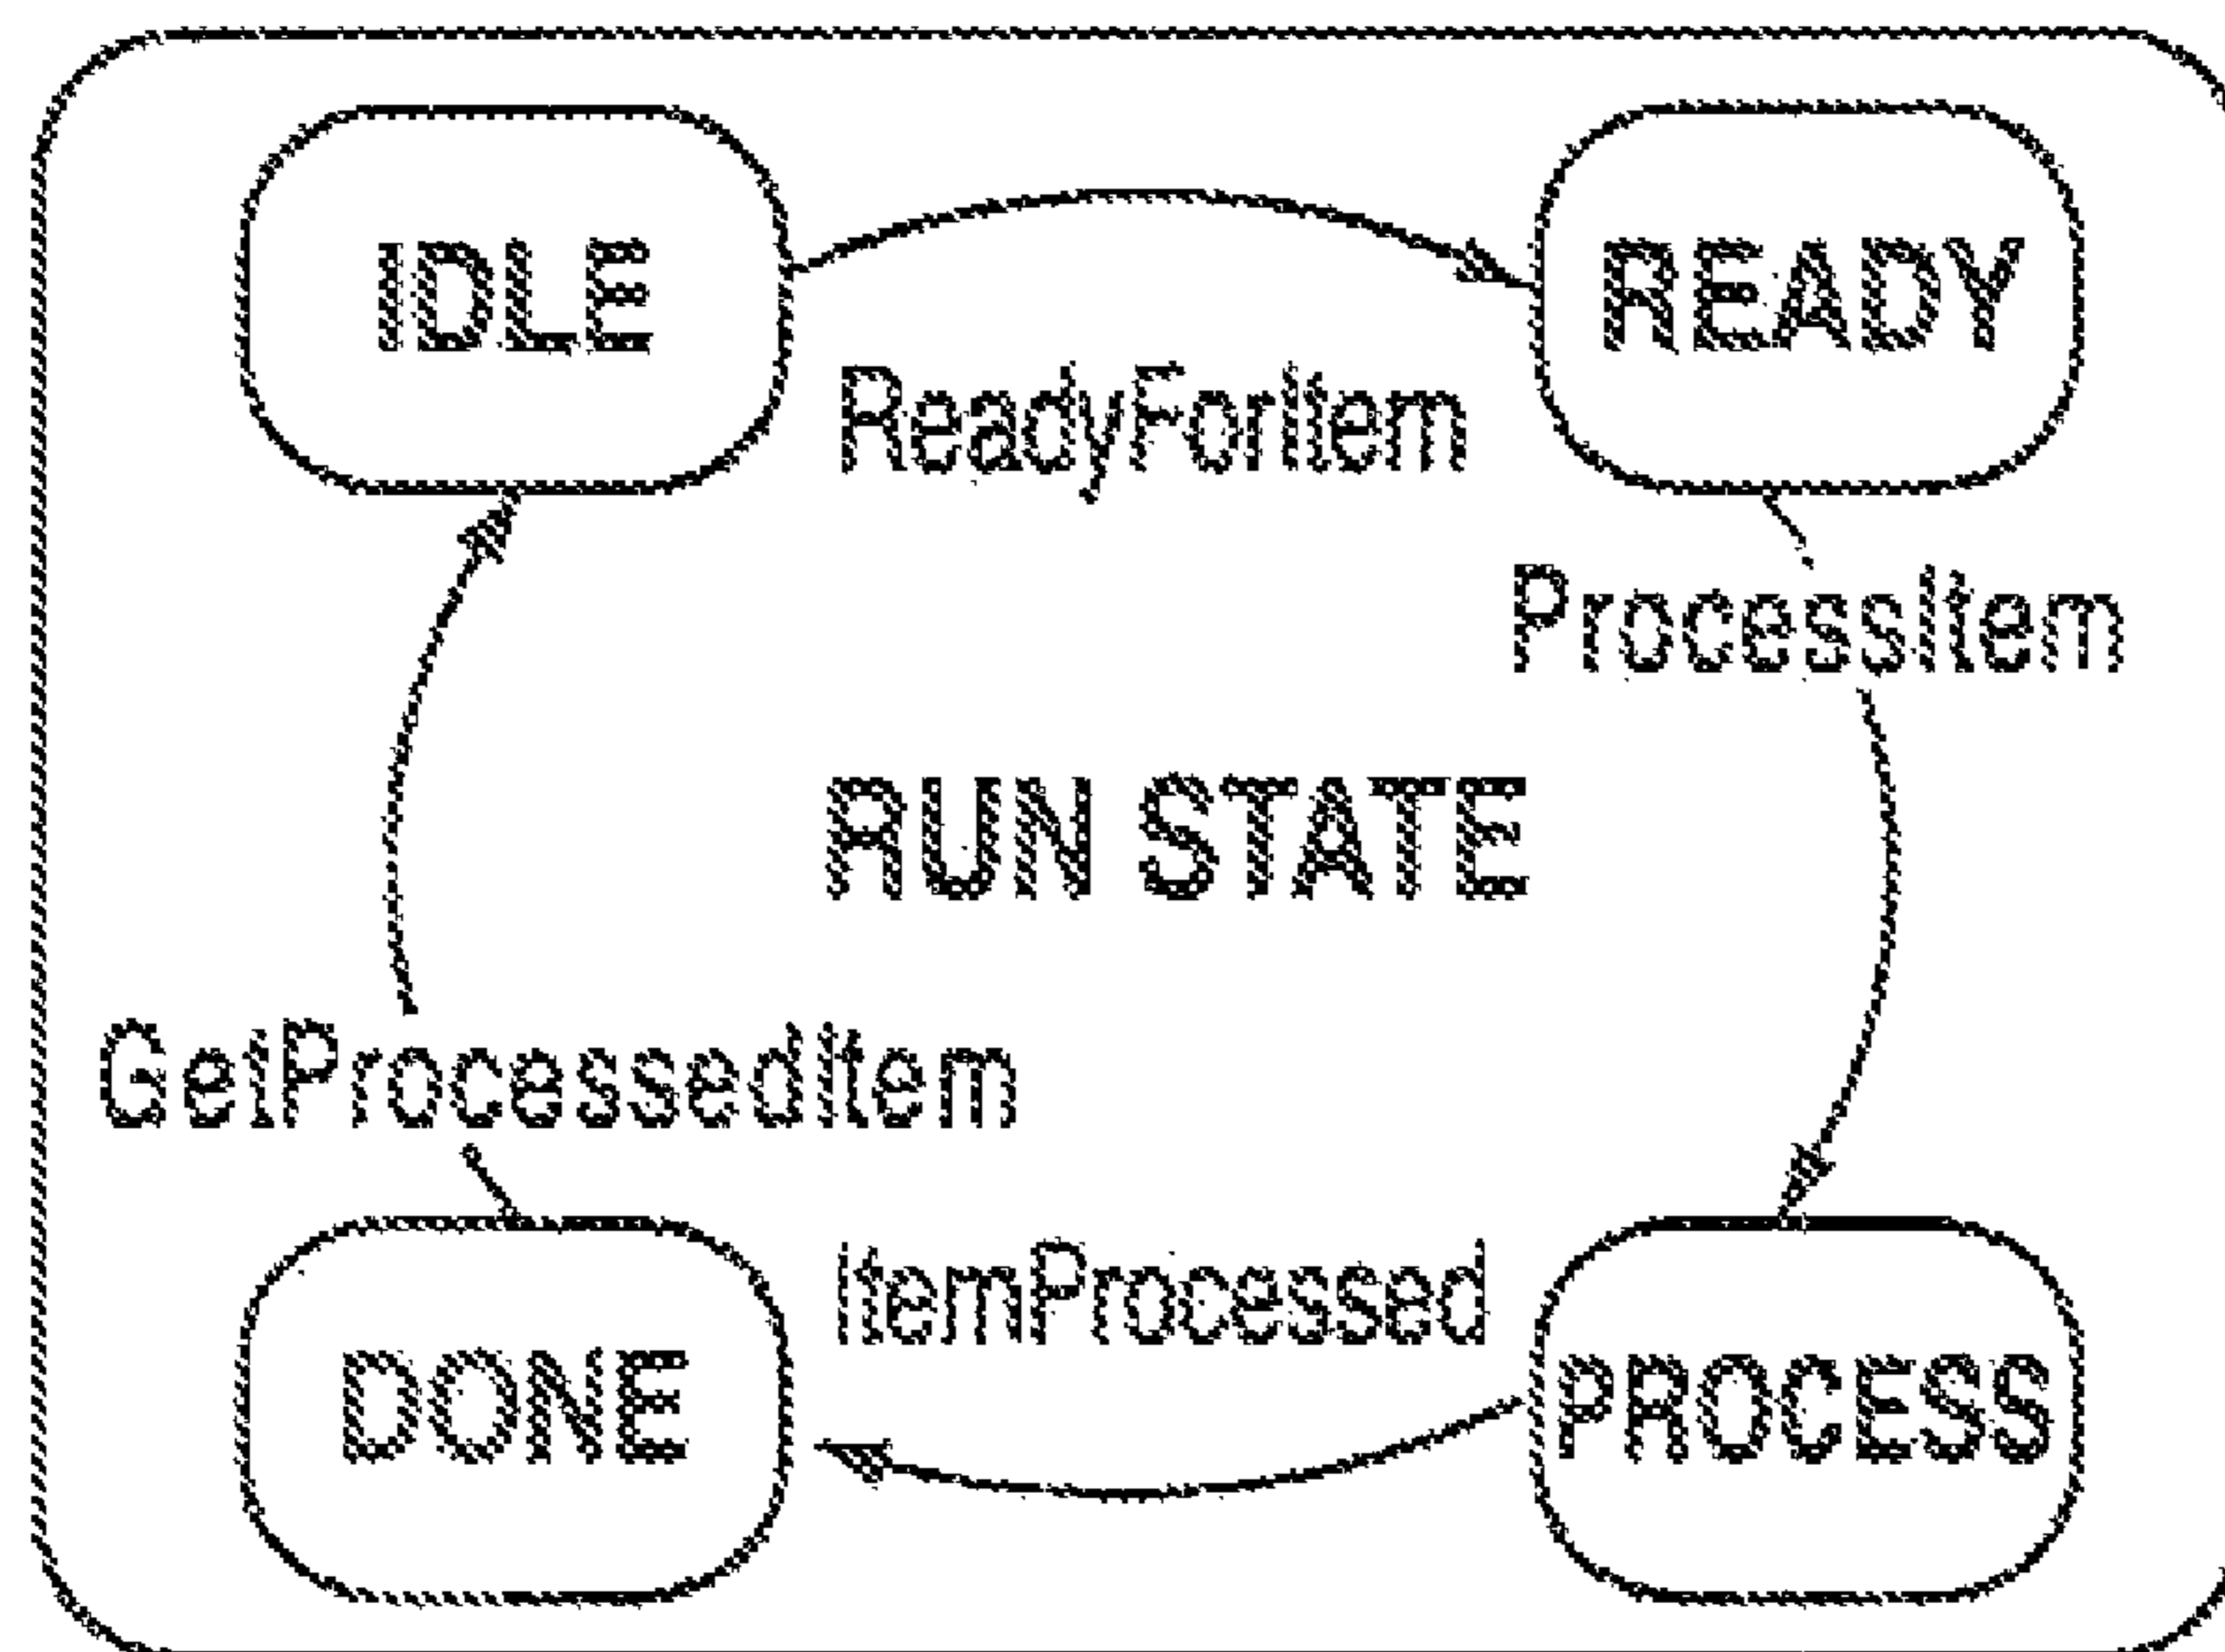 IDLE
READY
ReadyForItem
ProcessItem
RUN STATE
GetProcessedItem
ItemProcessed
DONE
PROCESS